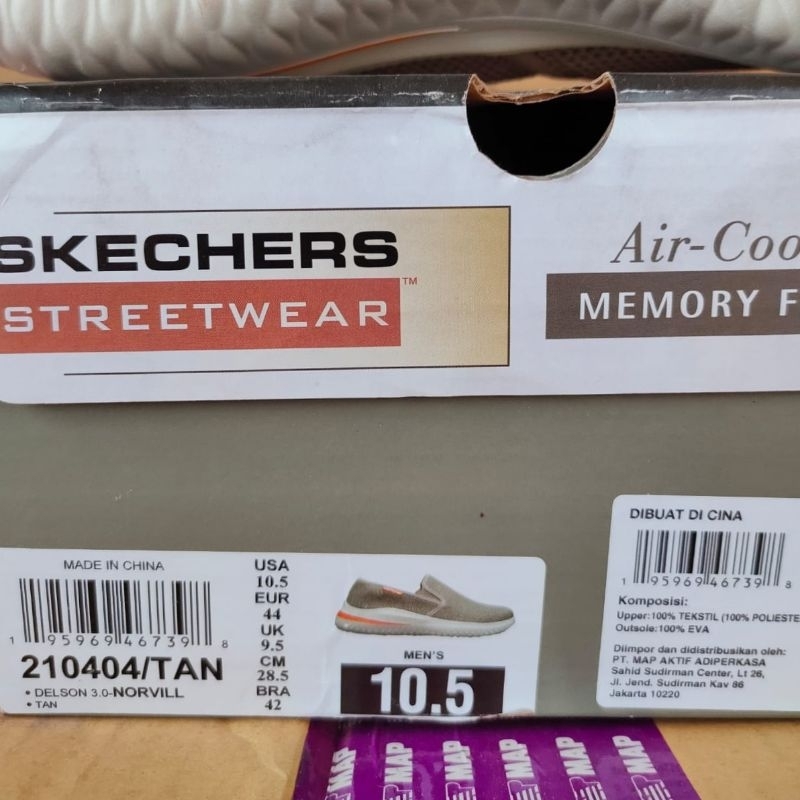 SKECHERS
STREETWEAR™
Air-Coo
MEMORY F
DIBUAT DI CINA
1 95969 46739 8
Komposisi:
Upper:100% TEKSTIL (100% POLIESTE
Outsole:100% EVA
Diimpor dan didistribusikan oleh:
PT. MAP AKTIF ADIPERKASA
Sahid Sudirman Center, Lt 26,
Jl. Jend. Sudirman Kav 86
Jakarta 10220
MADE IN CHINA
1 95969 46739 8
210404/TAN
• DELSON 3.0-NORVILL
• TAN
USA
10.5
EUR
44
UK
9.5
CM
28.5
BRA
42
MEN'S
10.5
MAP
MAP
MAP
MAP
MAP
MAP